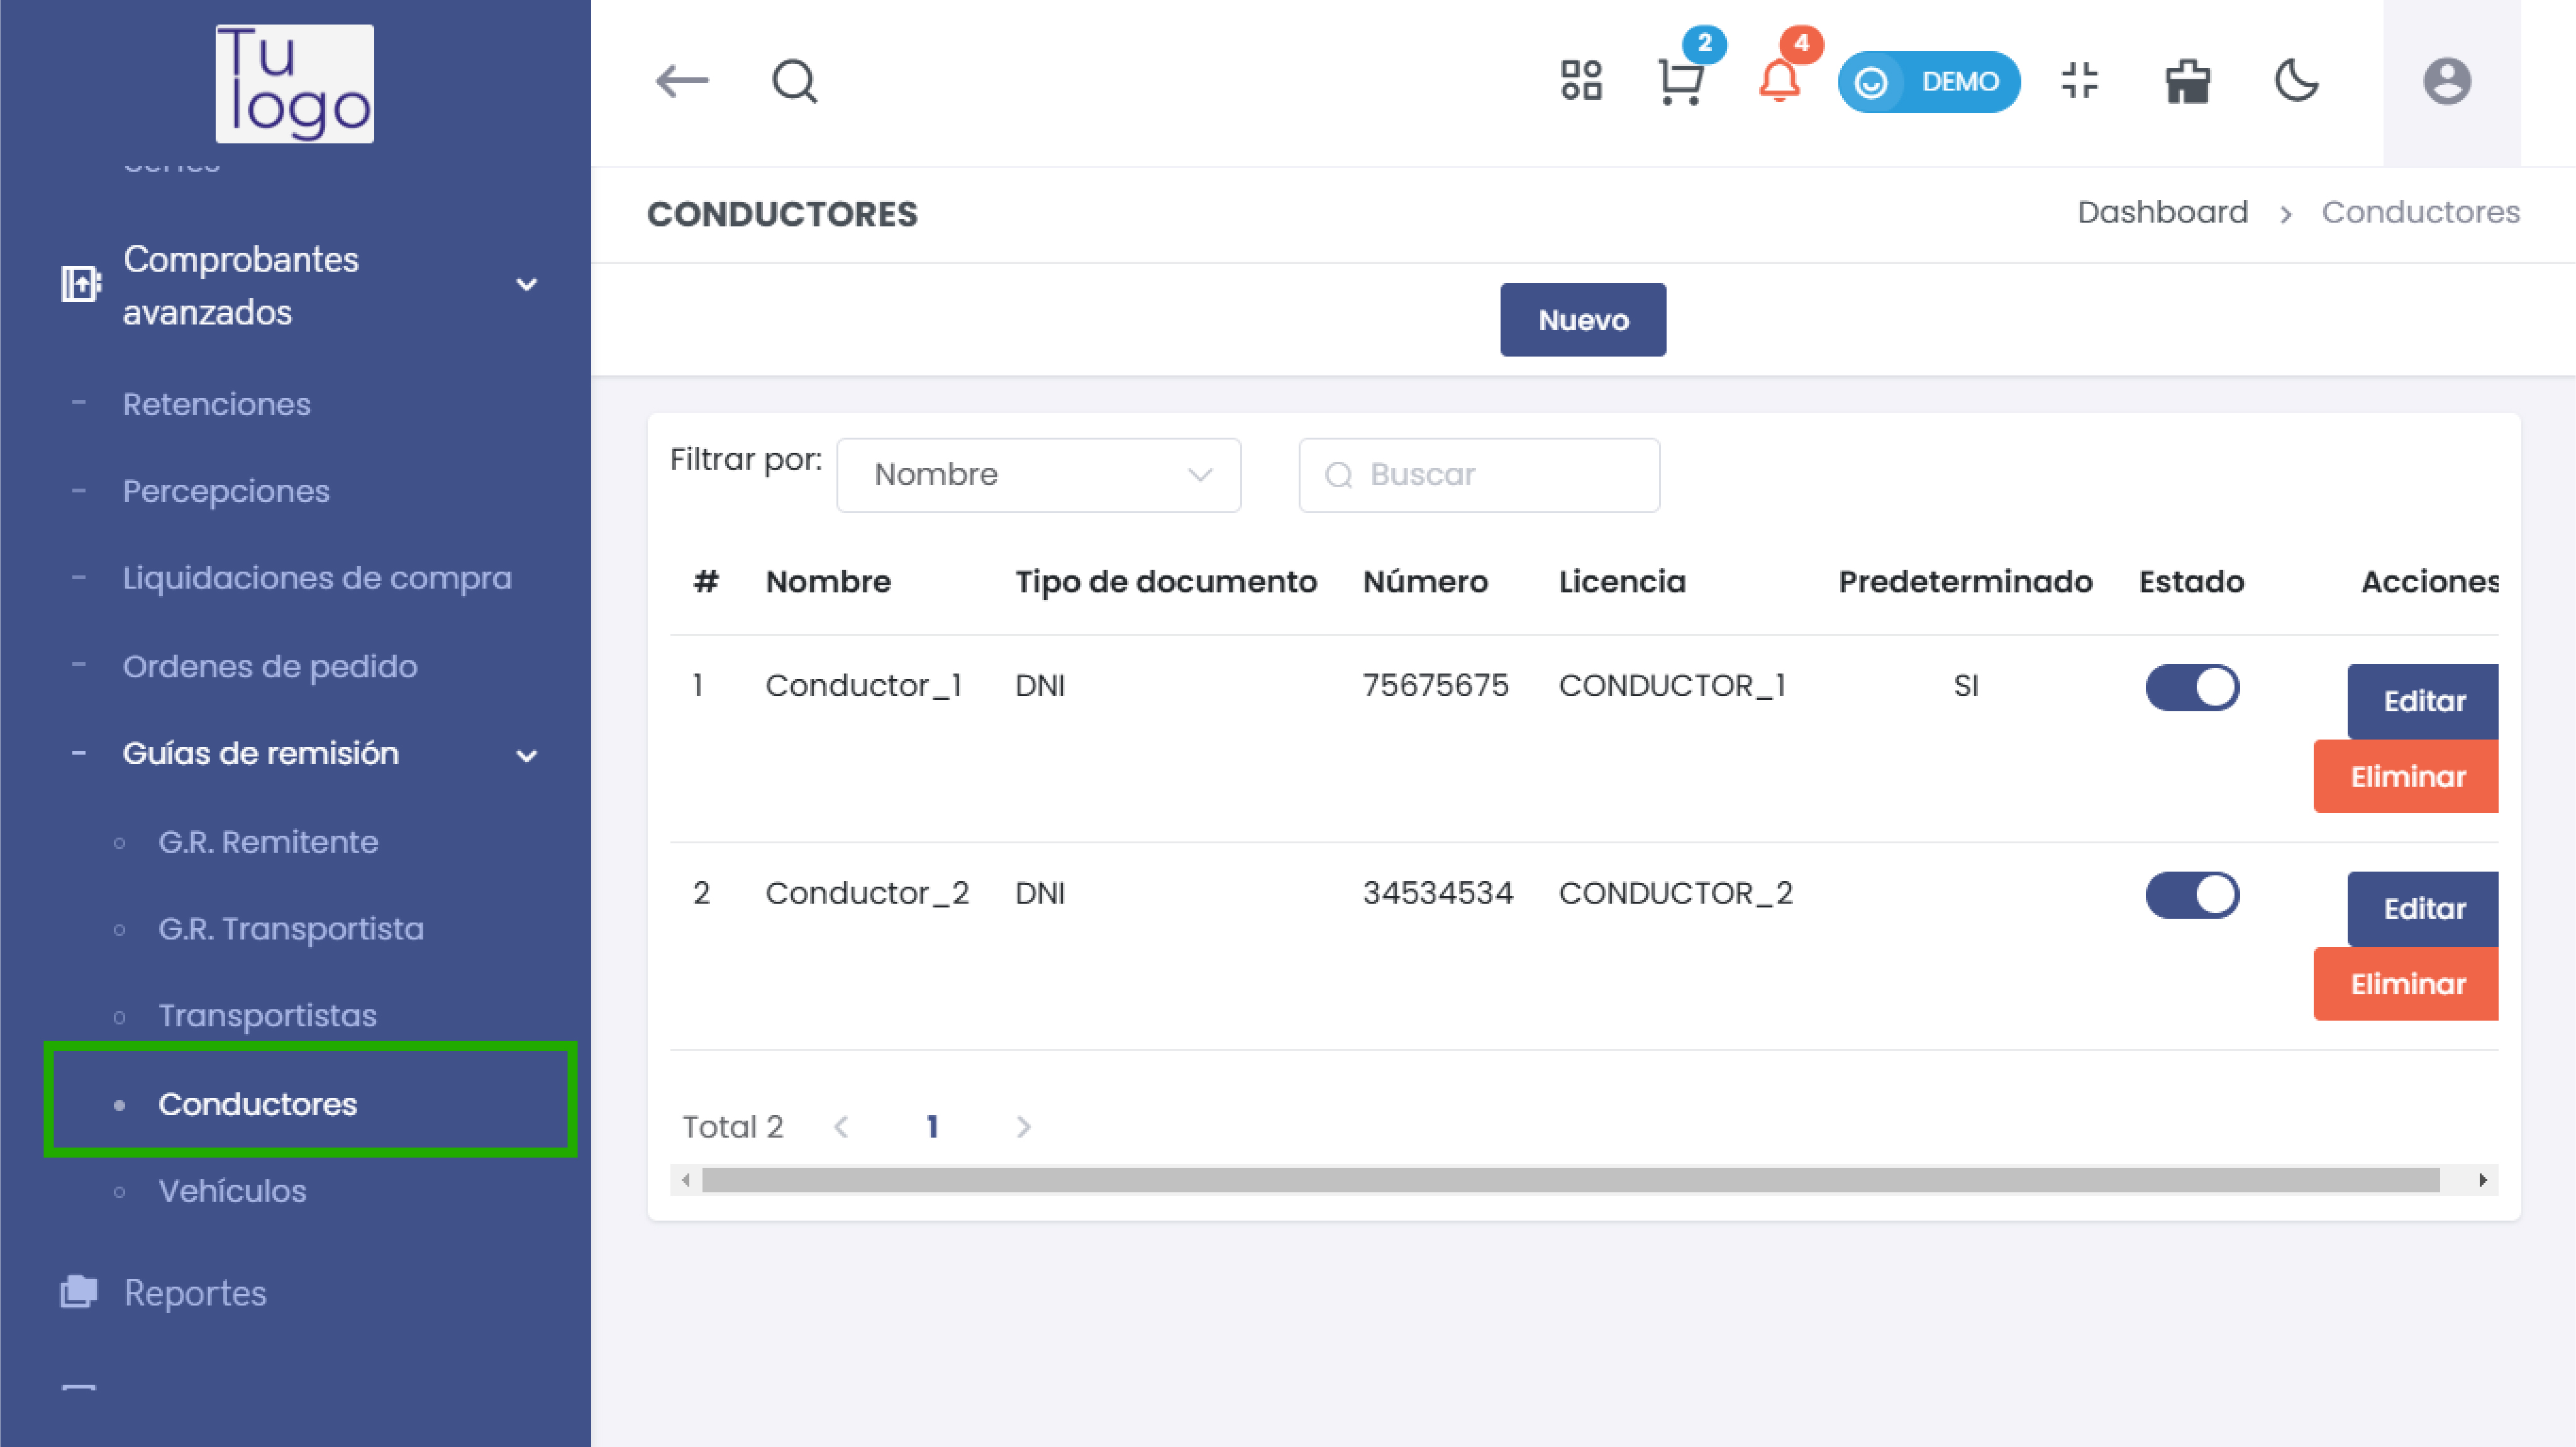 Tu
logo
Comprobantes
avanzados
Retenciones
Percepciones
Liquidaciones de compra
Ordenes de pedido
Guías de remisión
G.R. Remitente
G.R. Transportista
Transportistas
Conductores
Vehículos
Reportes
2
4
DEMO
CONDUCTORES
Dashboard > Conductores
Nuevo
Filtrar por: Nombre Buscar
# Nombre Tipo de documento Número Licencia Predeterminado Estado Acciones
1 Conductor_1 DNI 75675675 CONDUCTOR_1 SI Editar
Eliminar
2 Conductor_2 DNI 34534534 CONDUCTOR_2 Editar
Eliminar
Total 2 < 1 >